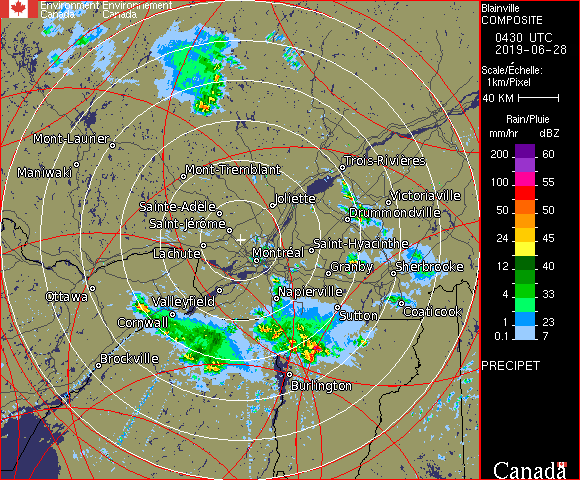 Environment Environnement
Canada Canada
Blainville
COMPOSITE
0430 UTC
2019-06-28
Scale/Échelle:
1km/Pixel
40 KM
Rain/Pluie
mm/hr dBZ
200 60
100 55
50 50
24 45
12 40
4 33
1 23
0.1 7
PRECIPET
Canada
Mont-Laurier
Maniwaki
Mont-Tremblant
Trois-Rivières
Sainte-Adele
Joliette
Victoriaville
Drummondville
Saint-Jérôme
Lachute
Montréal
Saint-Hyacinthe
Granby
Sherbrooke
Ottawa
Valleyfield
Napierville
Cornwall
Sutton
Coaticook
Brockville
Burlington